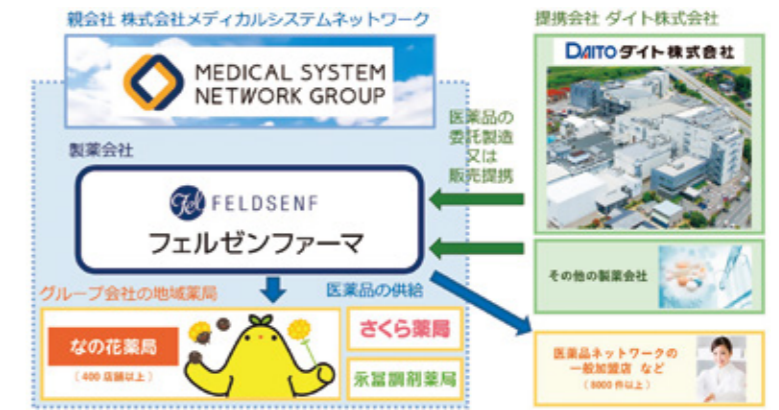 親会社 株式会社メディカルシステムネットワーク
MEDICAL SYSTEM
NETWORK GROUP
製薬会社
Fel FELDSENF
フェルゼンファーマ
グループ会社の地域薬局
医薬品の供給
なの花薬局
(400店舗以上)
さくら薬局
永冨調剤薬局
医薬品の
委託製造
又は
販売提携
提携会社 ダイト株式会社
DAITO ダイト株式会社
その他の製薬会社
医薬品ネットワークの
一般加盟店 など
(8000件以上)